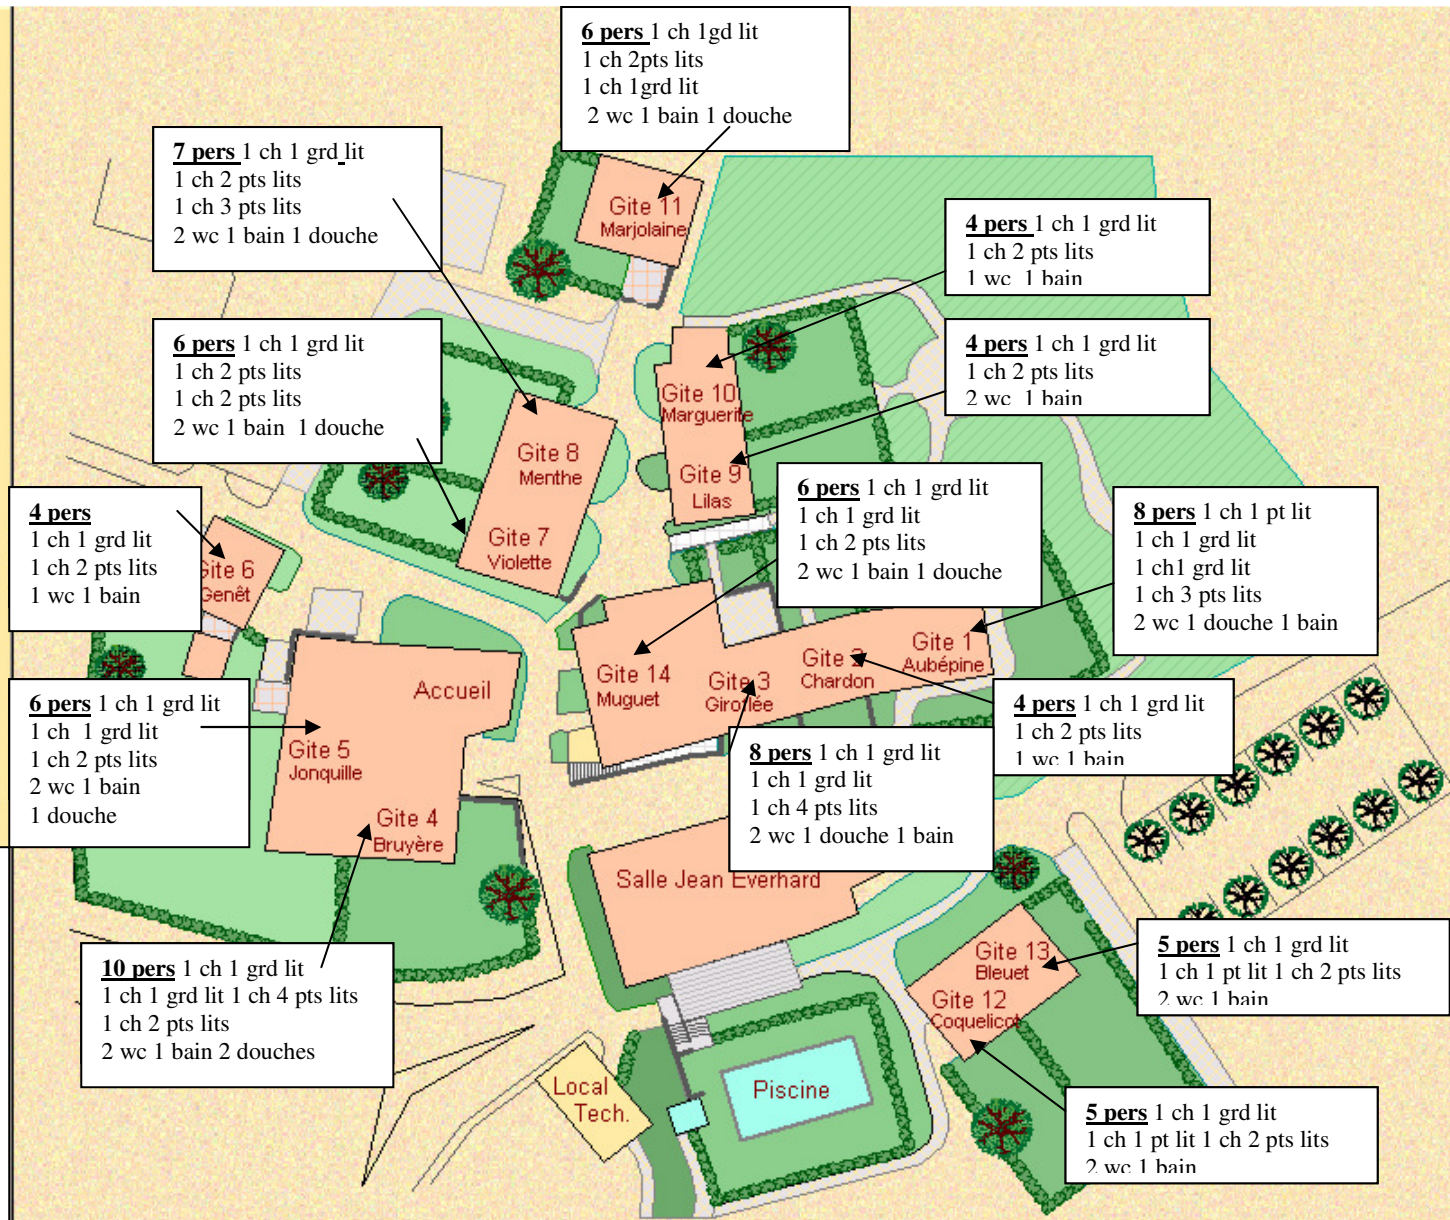 6 pers 1 ch 1gd lit
1 ch 2pts lits
1 ch 1grd lit
2 wc 1 bain 1 douche
7 pers 1 ch 1 grd lit
1 ch 2 pts lits
1 ch 3 pts lits
2 wc 1 bain 1 douche
Gite 11
Marjolaine
4 pers 1 ch 1 grd lit
1 ch 2 pts lits
1 wc 1 bain
6 pers 1 ch 1 grd lit
1 ch 2 pts lits
1 ch 2 pts lits
2 wc 1 bain 1 douche
4 pers 1 ch 1 grd lit
1 ch 2 pts lits
2 wc 1 bain
Gite 10
Marguerite
Gite 8
Menthe
Gite 9
Lilas
6 pers 1 ch 1 grd lit
1 ch 1 grd lit
1 ch 2 pts lits
2 wc 1 bain 1 douche
8 pers 1 ch 1 pt lit
1 ch 1 grd lit
1 ch1 grd lit
1 ch 3 pts lits
2 wc 1 douche 1 bain
4 pers
1 ch 1 grd lit
1 ch 2 pts lits
1 wc 1 bain
Gite 7
Violette
Gite 6
Genêt
Gite 1
Aubépine
Gite 2
Chardon
Gite 14
Muguet
Gite 3
Giroflée
Accueil
6 pers 1 ch 1 grd lit
1 ch 1 grd lit
1 ch 2 pts lits
2 wc 1 bain
1 douche
Gite 5
Jonquille
4 pers 1 ch 1 grd lit
1 ch 2 pts lits
1 wc 1 bain
8 pers 1 ch 1 grd lit
1 ch 1 grd lit
1 ch 4 pts lits
2 wc 1 douche 1 bain
Gite 4
Bruyère
Salle Jean Everhard
10 pers 1 ch 1 grd lit
1 ch 1 grd lit 1 ch 4 pts lits
1 ch 2 pts lits
2 wc 1 bain 2 douches
Gite 13
Bleuet
Gite 12
Coquelicot
5 pers 1 ch 1 grd lit
1 ch 1 pt lit 1 ch 2 pts lits
2 wc 1 bain
Local
Tech.
Piscine
5 pers 1 ch 1 grd lit
1 ch 1 pt lit 1 ch 2 pts lits
2 wc 1 bain